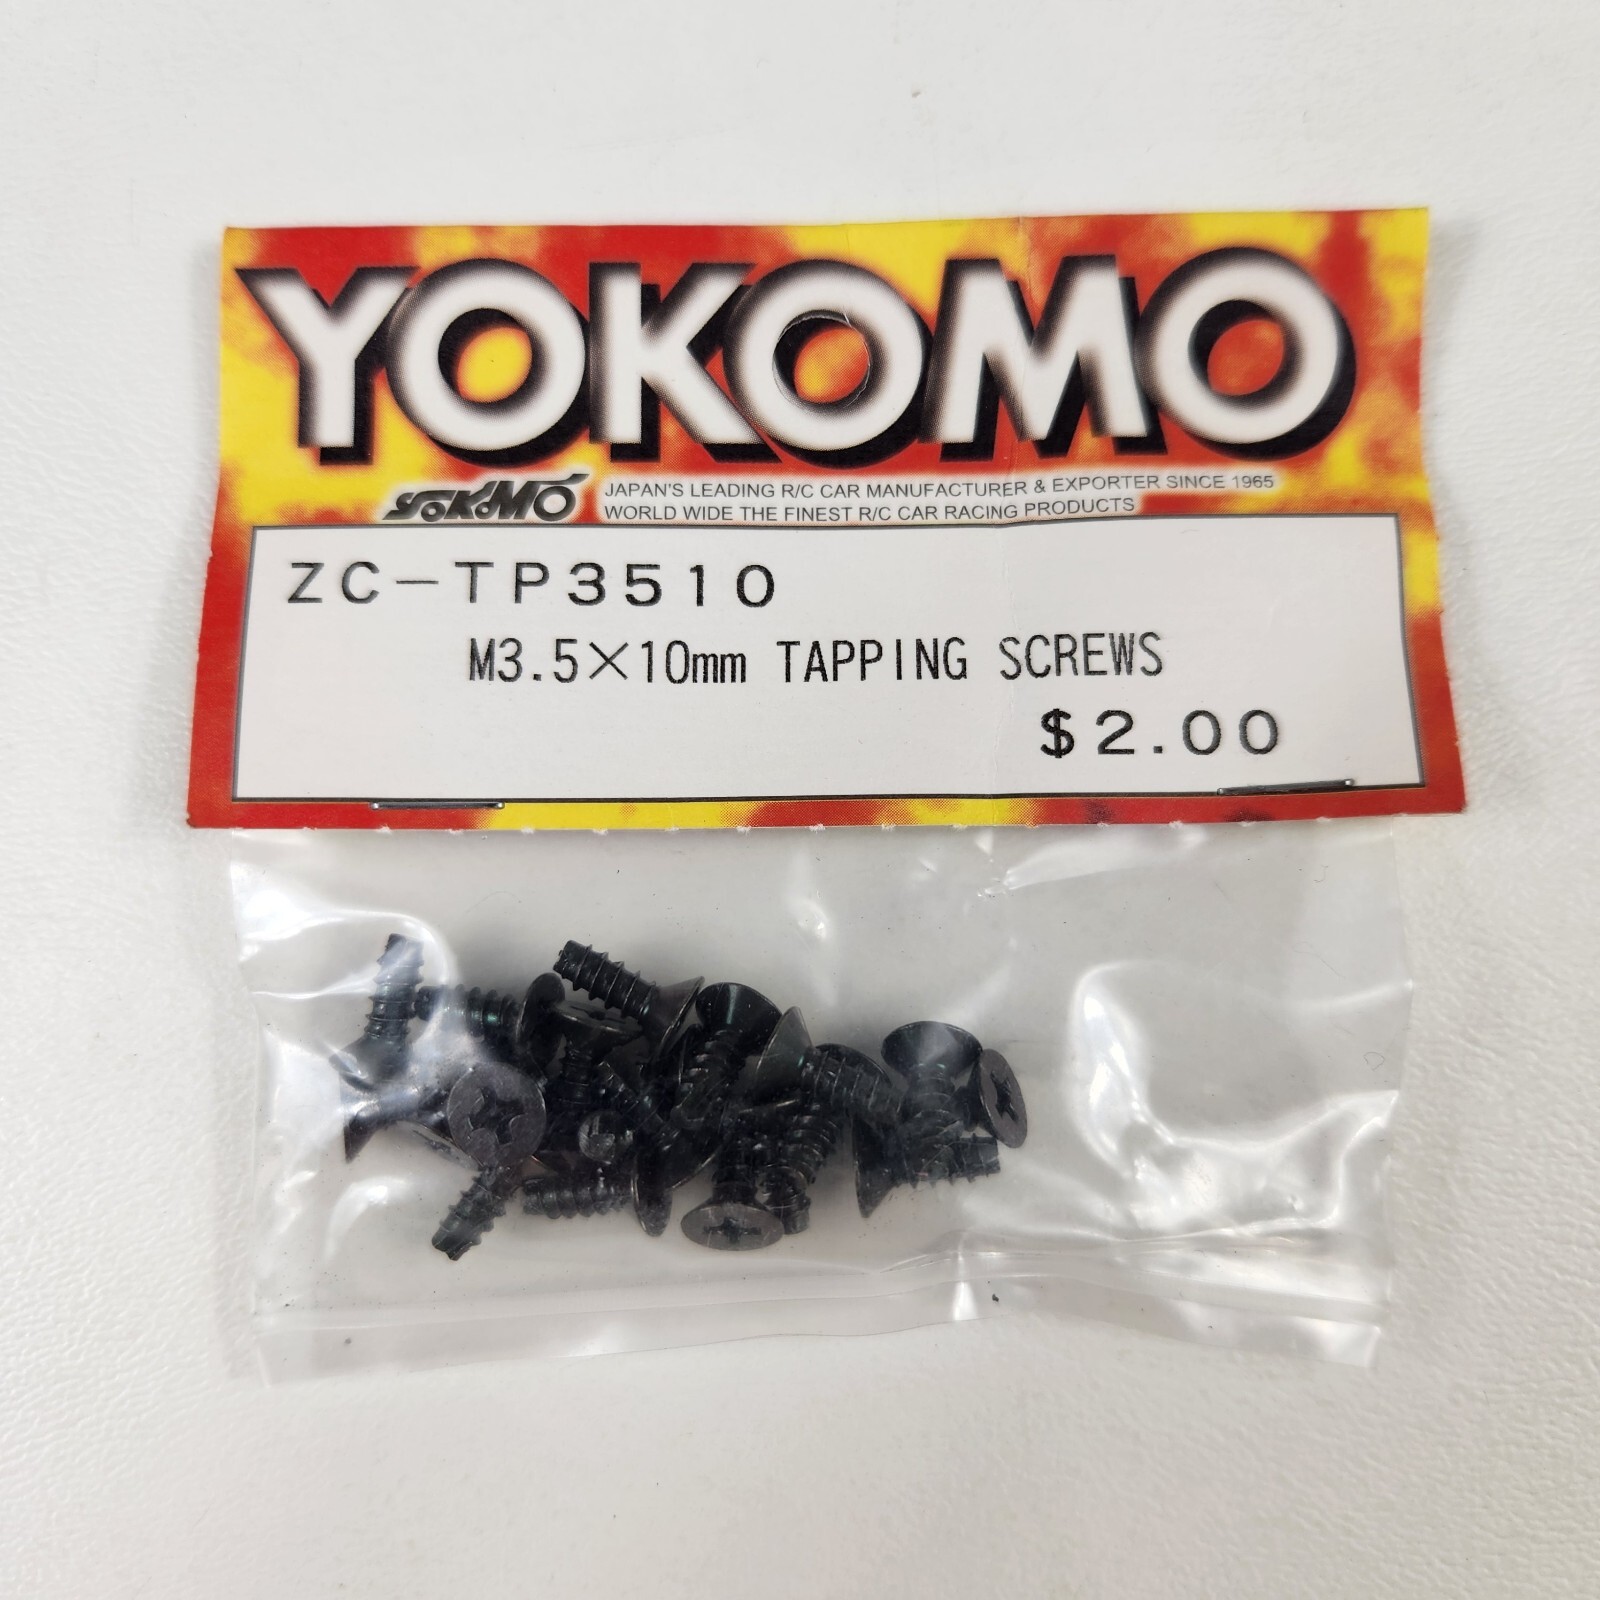 YOKOMO
YOKOMO JAPAN'S LEADING R/C CAR MANUFACTURER & EXPORTER SINCE 1965
WORLD WIDE THE FINEST R/C CAR RACING PRODUCTS
ZC-TP3510
M3.5×10mm TAPPING SCREWS
$2.00